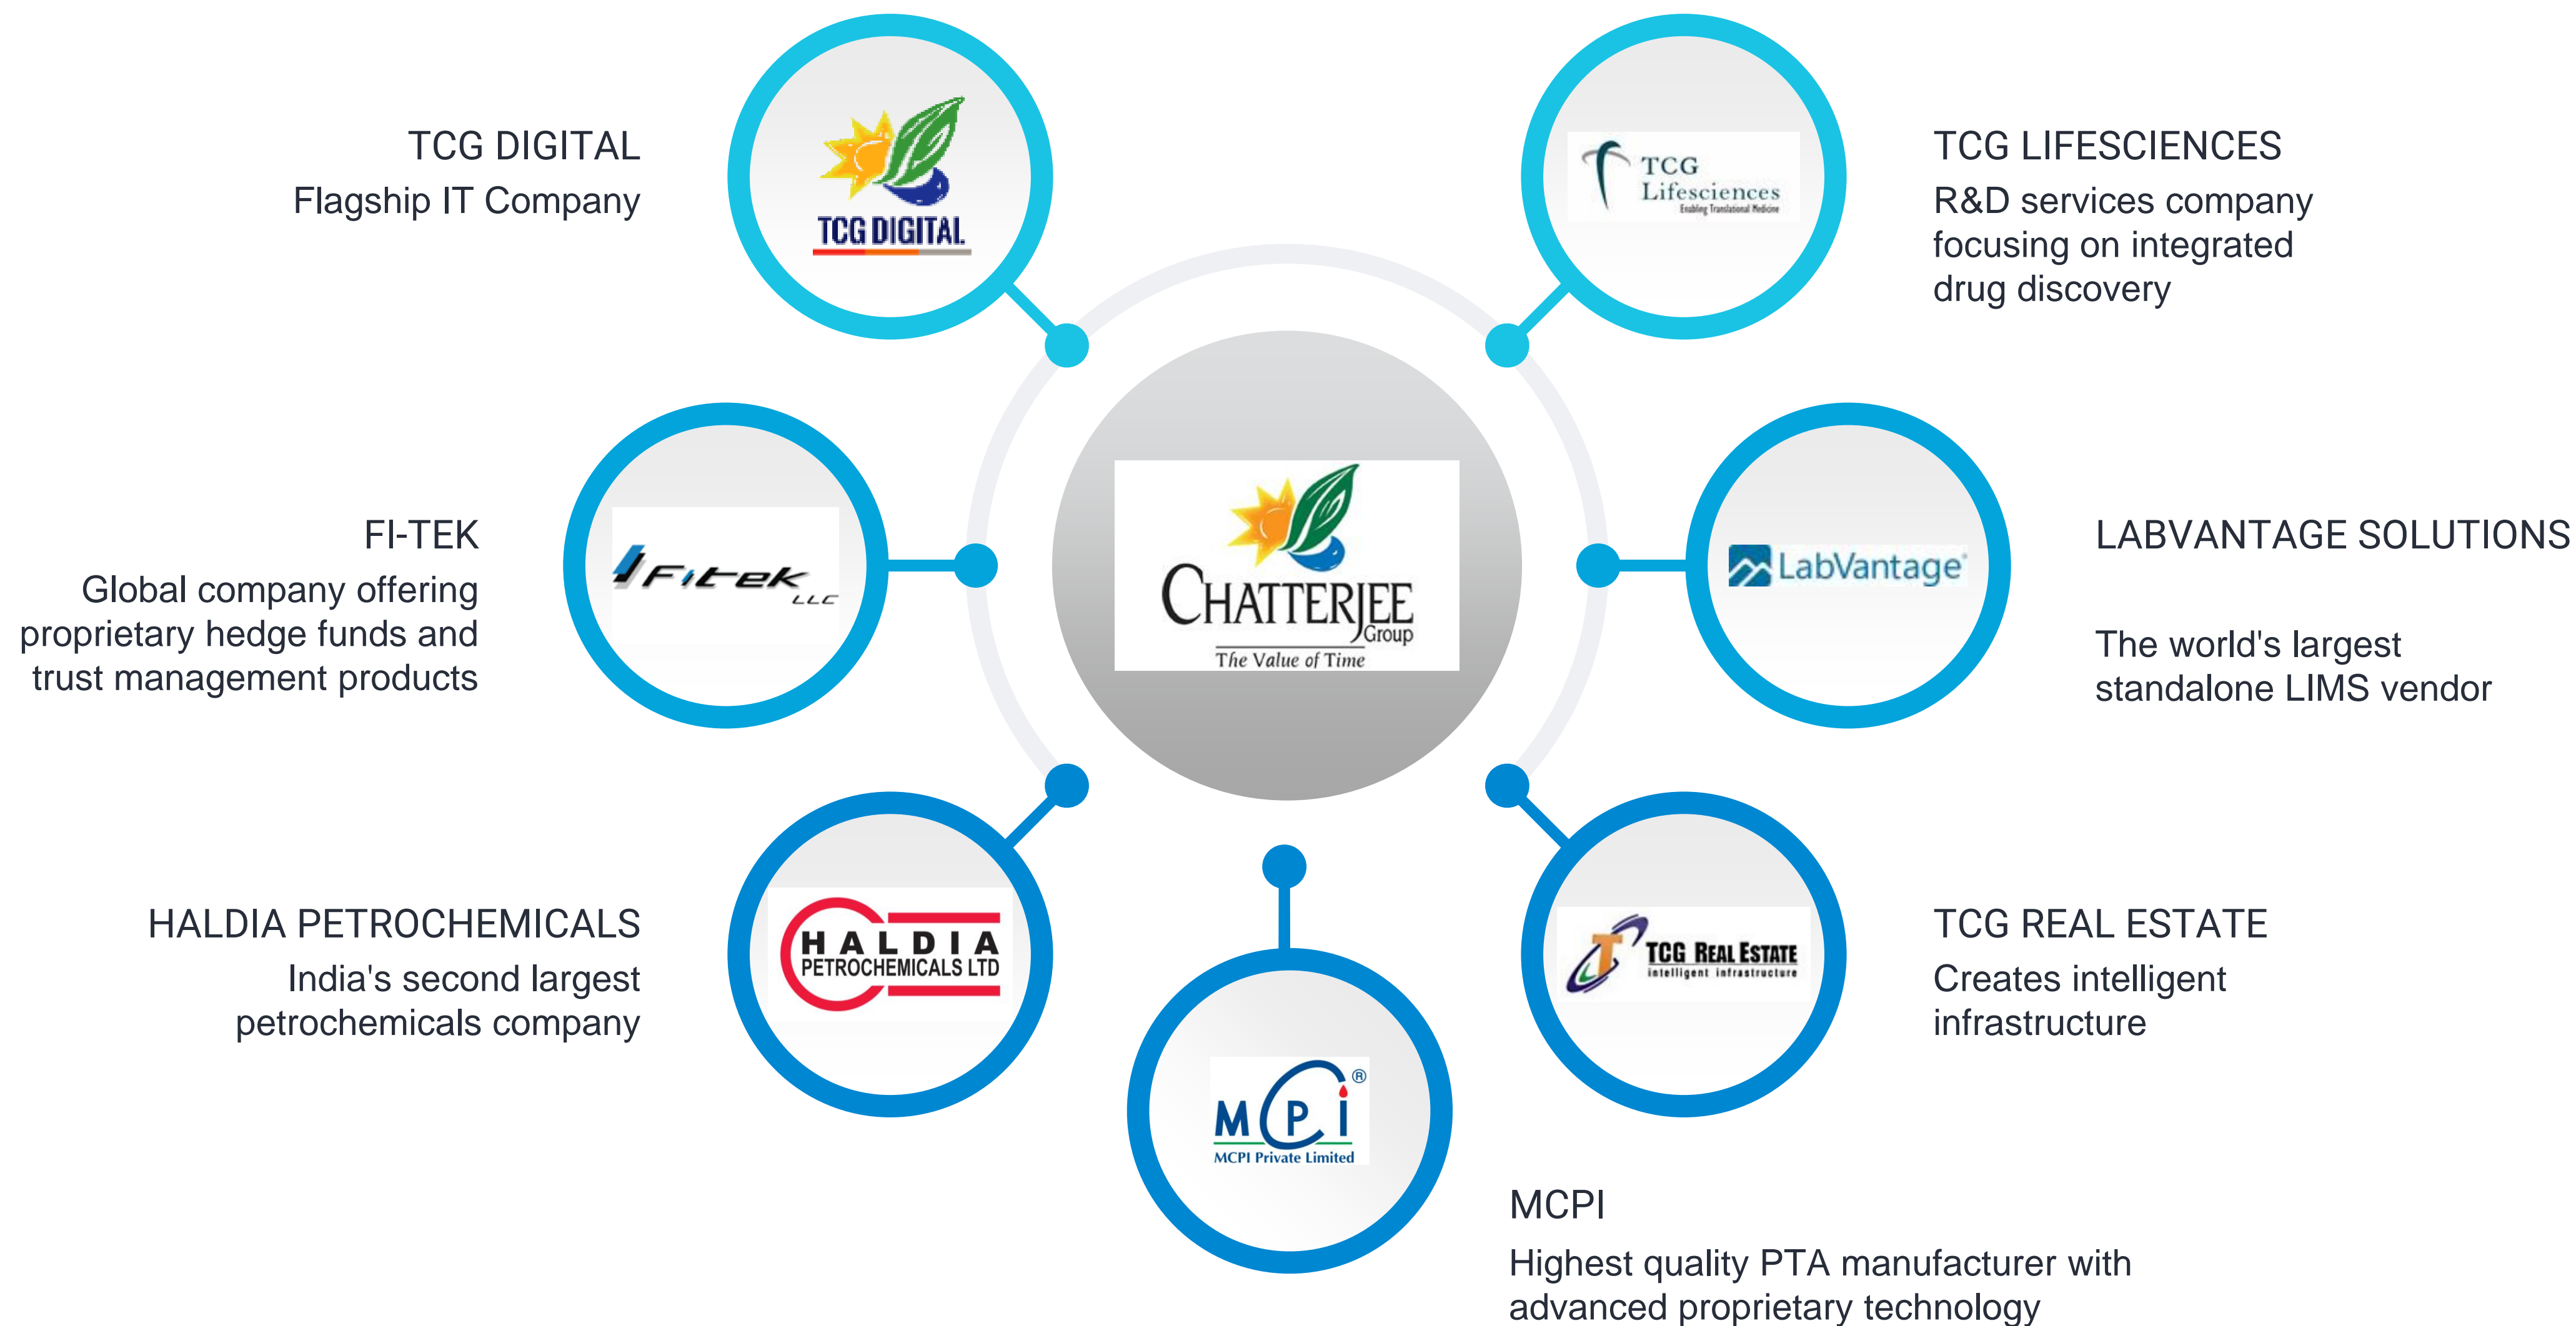 TCG DIGITAL
Flagship IT Company
TCG DIGITAL
TCG
Lifesciences
Enabling Translational Medicine
TCG LIFESCIENCES
R&D services company
focusing on integrated
drug discovery
FI-TEK
Global company offering
proprietary hedge funds and
trust management products
Fitek
LLC
CHATTERJEE
Group
The Value of Time
LabVantage
LABVANTAGE SOLUTIONS
The world's largest
standalone LIMS vendor
HALDIA PETROCHEMICALS
India's second largest
petrochemicals company
HALDIA
PETROCHEMICALS LTD
MCPI ®
MCPI Private Limited
TCG REAL ESTATE
intelligent infrastructure
TCG REAL ESTATE
Creates intelligent
infrastructure
MCPI
Highest quality PTA manufacturer with
advanced proprietary technology